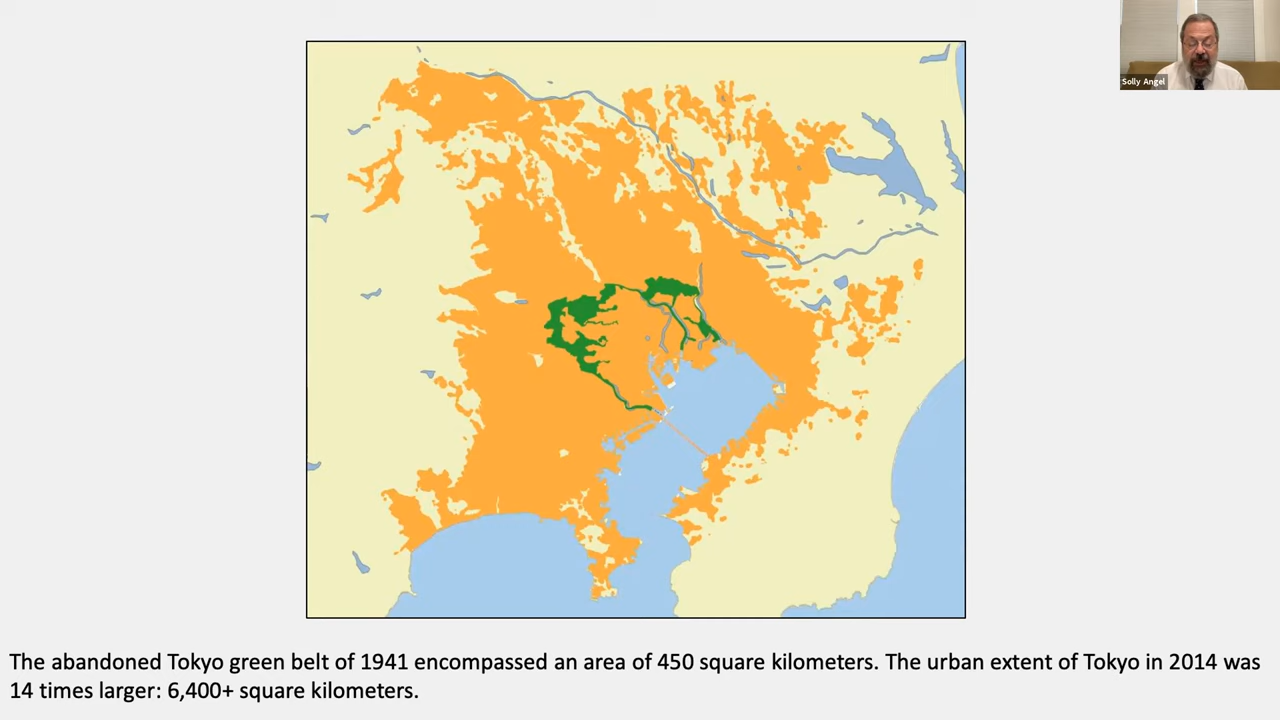 Solly Angel
The abandoned Tokyo green belt of 1941 encompassed an area of 450 square kilometers. The urban extent of Tokyo in 2014 was
14 times larger: 6,400+ square kilometers.